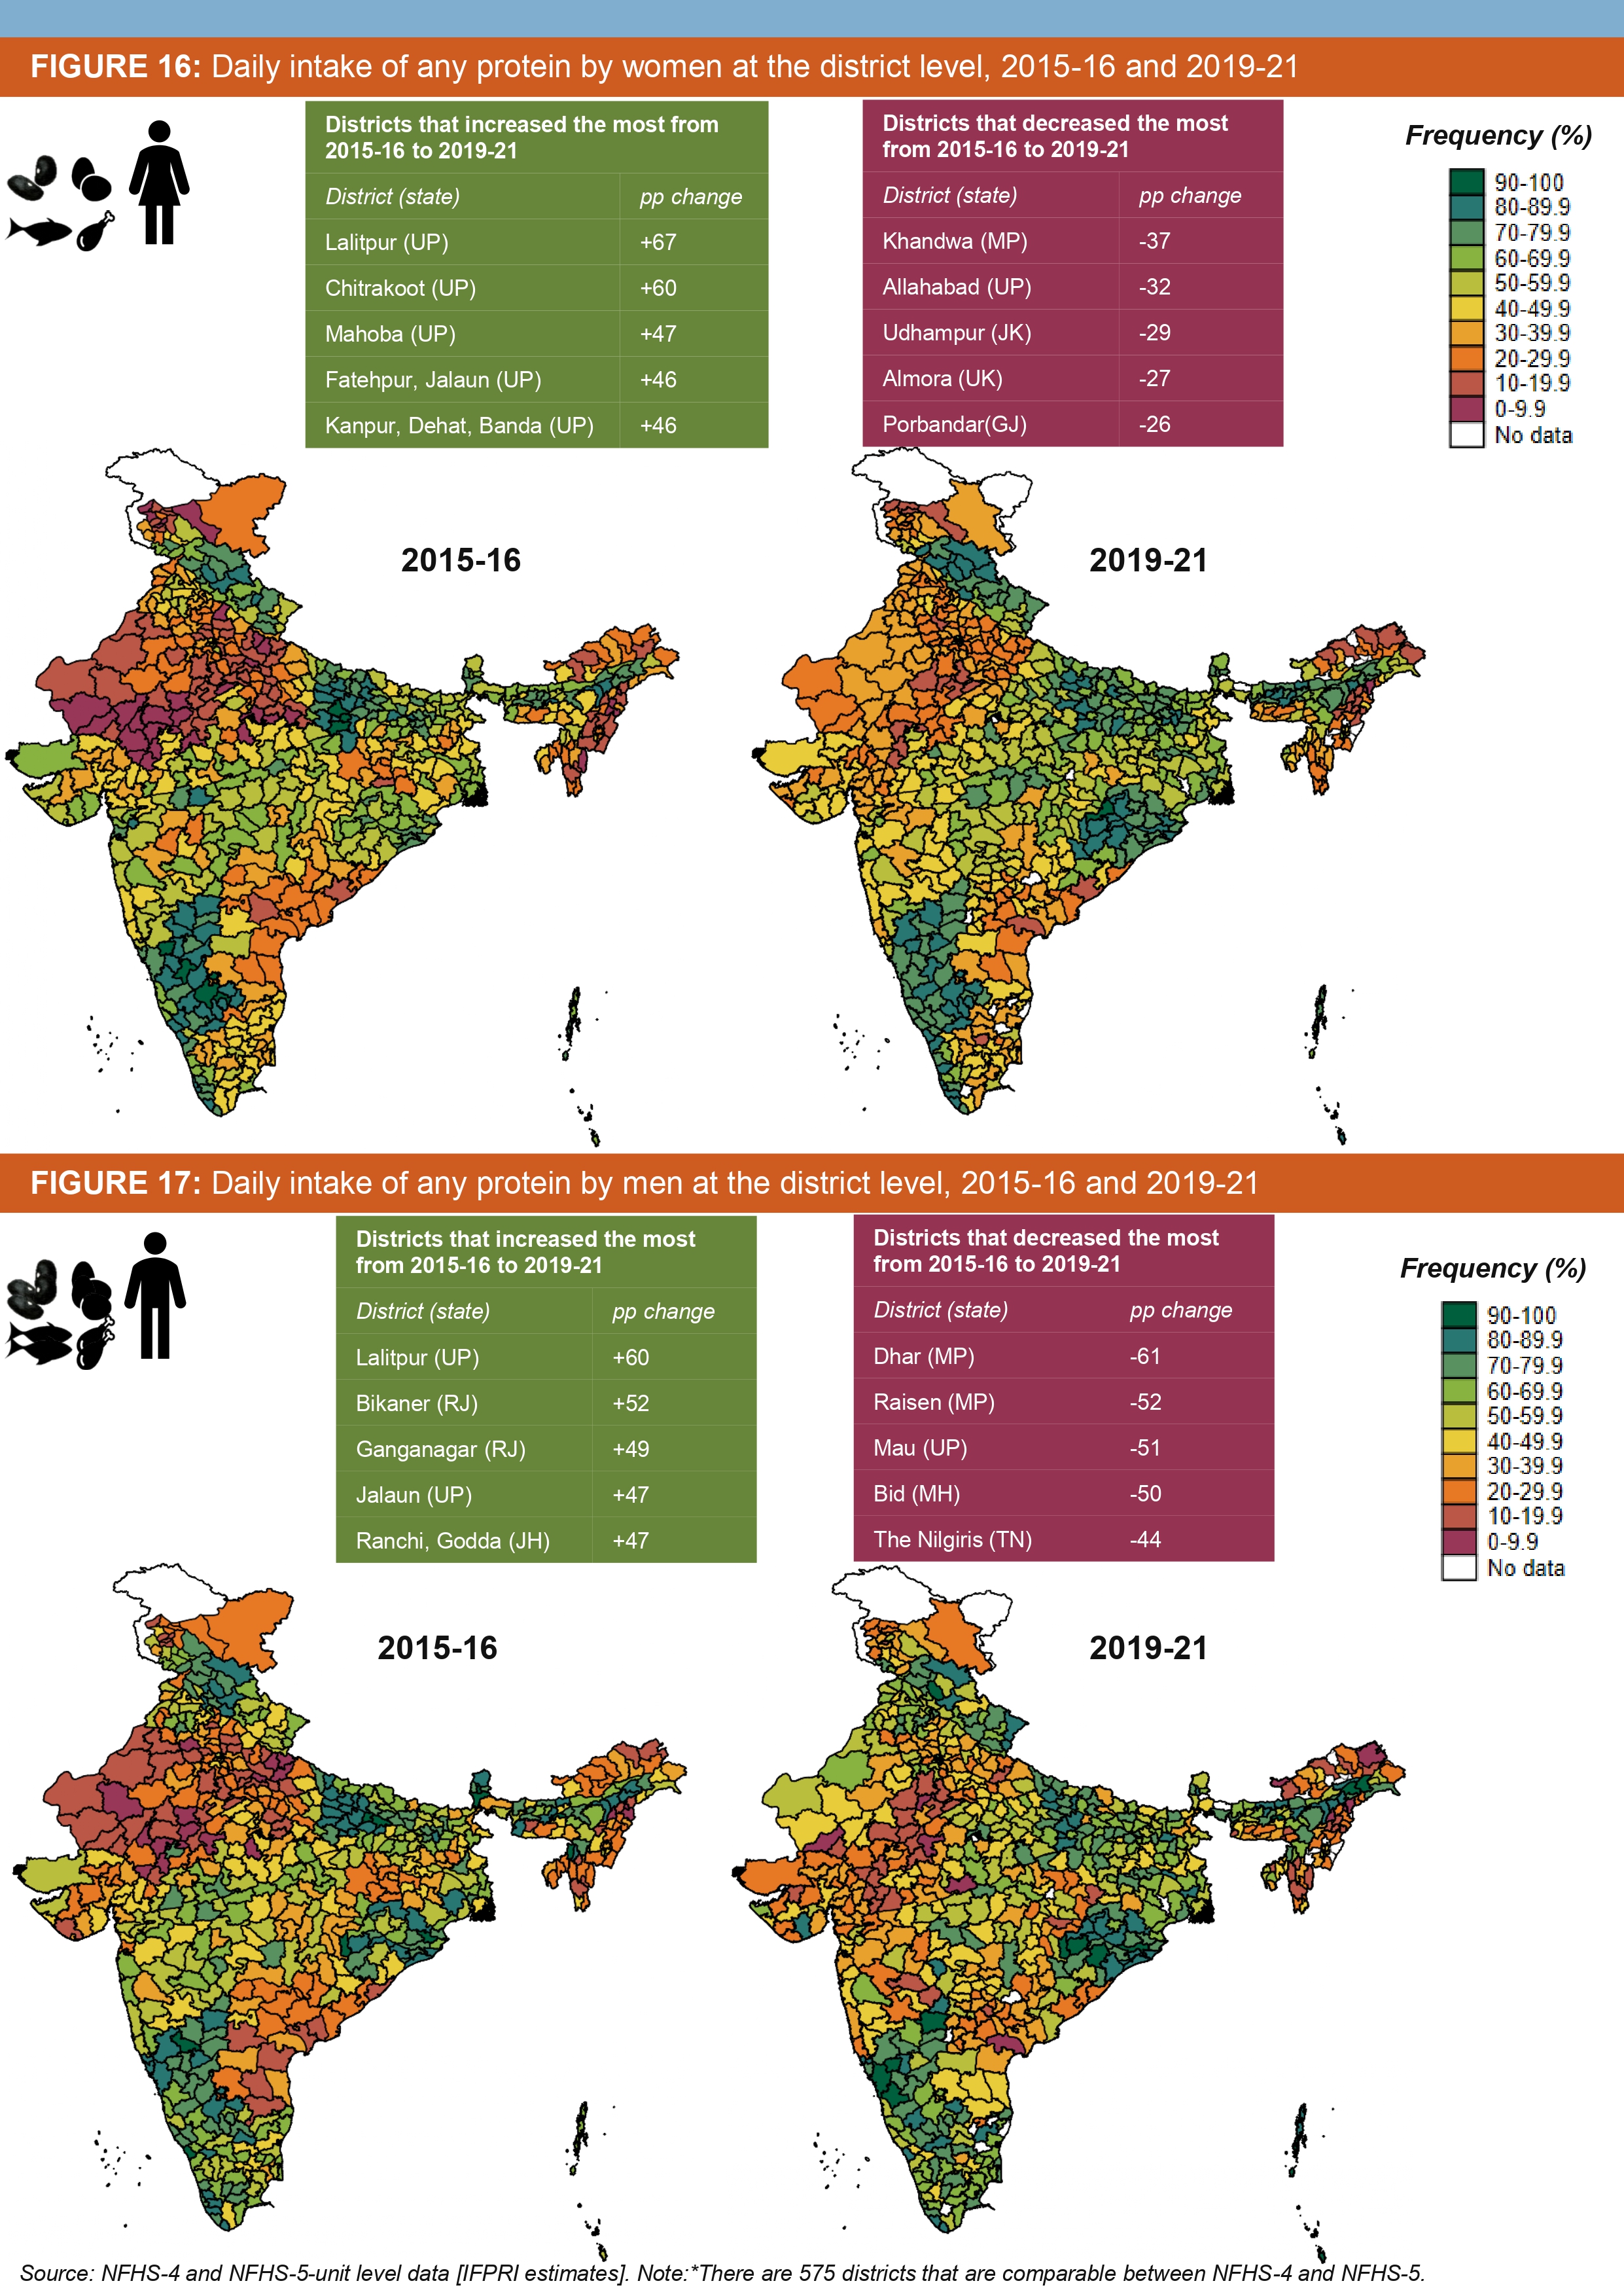 FIGURE 16: Daily intake of any protein by women at the district level, 2015-16 and 2019-21
Districts that increased the most from
2015-16 to 2019-21
District (state) pp change
Lalitpur (UP) +67
Chitrakoot (UP) +60
Mahoba (UP) +47
Fatehpur, Jalaun (UP) +46
Kanpur, Dehat, Banda (UP) +46
Districts that decreased the most
from 2015-16 to 2019-21
District (state) pp change
Khandwa (MP) -37
Allahabad (UP) -32
Udhampur (JK) -29
Almora (UK) -27
Porbandar(GJ) -26
Frequency (%)
90-100
80-89.9
70-79.9
60-69.9
50-59.9
40-49.9
30-39.9
20-29.9
10-19.9
0-9.9
No data
2015-16
2019-21
FIGURE 17: Daily intake of any protein by men at the district level, 2015-16 and 2019-21
Districts that increased the most
from 2015-16 to 2019-21
District (state) pp change
Lalitpur (UP) +60
Bikaner (RJ) +52
Ganganagar (RJ) +49
Jalaun (UP) +47
Ranchi, Godda (JH) +47
Districts that decreased the most
from 2015-16 to 2019-21
District (state) pp change
Dhar (MP) -61
Raisen (MP) -52
Mau (UP) -51
Bid (MH) -50
The Nilgiris (TN) -44
Frequency (%)
90-100
80-89.9
70-79.9
60-69.9
50-59.9
40-49.9
30-39.9
20-29.9
10-19.9
0-9.9
No data
2015-16
2019-21
Source: NFHS-4 and NFHS-5-unit level data [IFPRI estimates]. Note:*There are 575 districts that are comparable between NFHS-4 and NFHS-5.